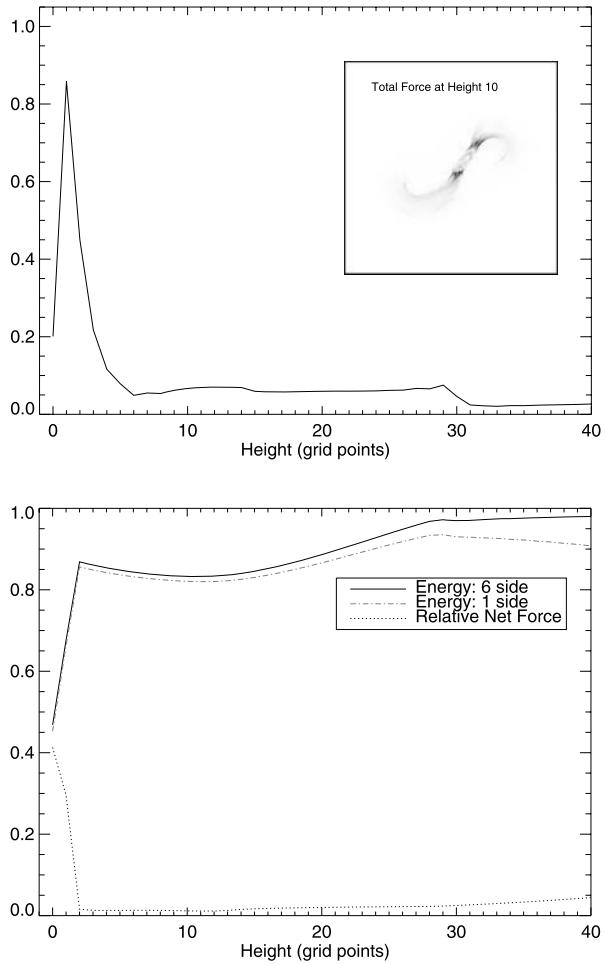 1.0
0.8
0.6
0.4
0.2
0.0
Total Force at Height 10
0 10 20 30 40
Height (grid points)
1.0
0.8
0.6
0.4
0.2
0.0
Energy: 6 side
Energy: 1 side
Relative Net Force
0 10 20 30 40
Height (grid points)